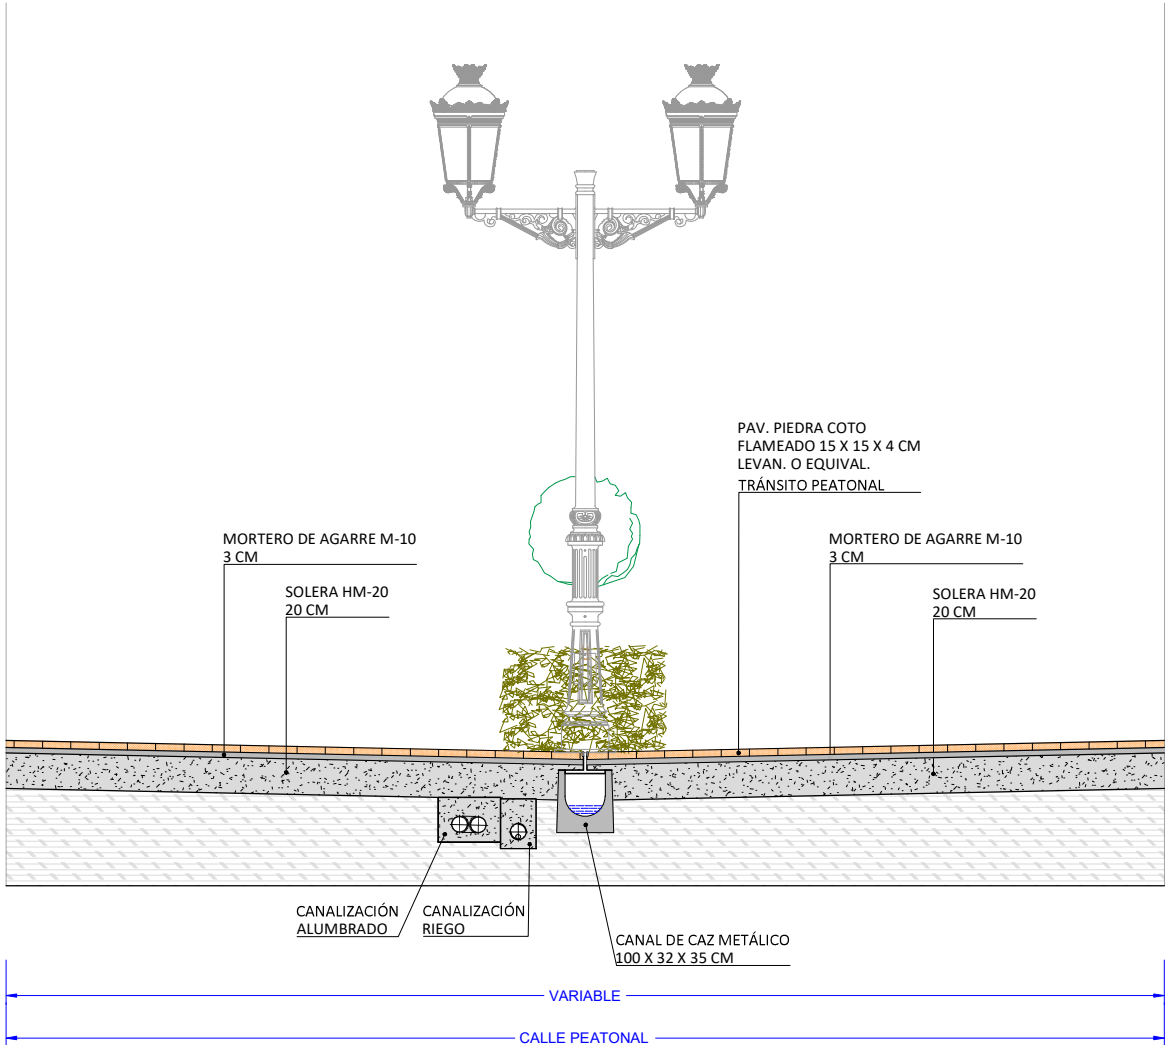 PAV. PIEDRA COTO
FLAMEADO 15 X 15 X 4 CM
LEVAN. O EQUIVAL.
TRÁNSITO PEATONAL
MORTERO DE AGARRE M-10
3 CM
SOLERA HM-20
20 CM
MORTERO DE AGARRE M-10
3 CM
SOLERA HM-20
20 CM
CANALIZACIÓN
ALUMBRADO
CANALIZACIÓN
RIEGO
CANAL DE CAZ METÁLICO
100 X 32 X 35 CM
VARIABLE
CALLE PEATONAL